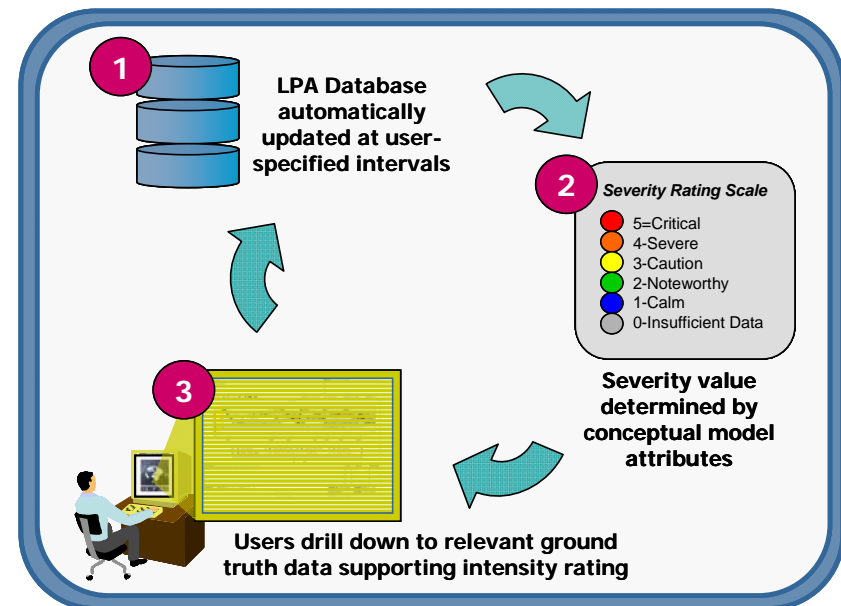 1
LPA Database
automatically
updated at user-
specified intervals
2
Severity Rating Scale
5=Critical
4-Severe
3-Caution
2-Noteworthy
1-Calm
0-Insufficient Data
Severity value
determined by
conceptual model
attributes
3
Users drill down to relevant ground
truth data supporting intensity rating